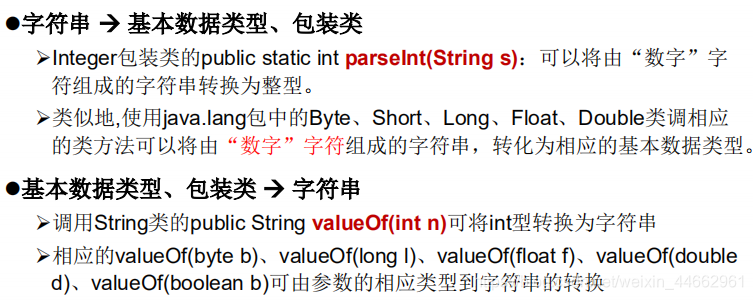 ●字符串 → 基本数据类型、包装类
➢Integer包装类的public static int parseInt(String s)：可以将由“数字”字
符组成的字符串转换为整型。
➢类似地,使用java.lang包中的Byte、Short、Long、Float、Double类调相应
的类方法可以将由“数字”字符组成的字符串，转化为相应的基本数据类型。
●基本数据类型、包装类 → 字符串
➢调用String类的public String valueOf(int n)可将int型转换为字符串
➢相应的valueOf(byte b)、valueOf(long l)、valueOf(float f)、valueOf(double
d)、valueOf(boolean b)可由参数的相应类型到字符串的转换
weixin_44662961